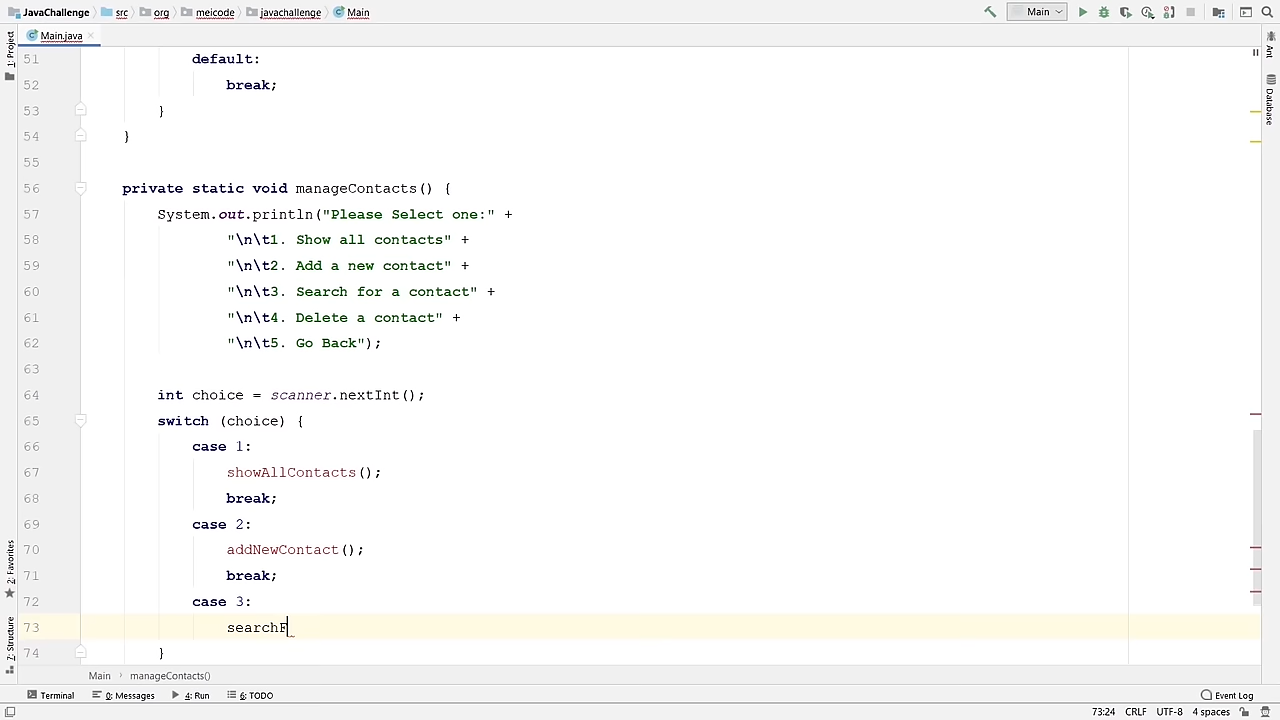 JavaChallenge src org meicode javachallenge Main
Main
Main.java
1: Project
Ant
Database
51 default:
52 break;
53 }
54 }
55
56 private static void manageContacts() {
57 System.out.println("Please Select one:" +
58 "\n\t1. Show all contacts" +
59 "\n\t2. Add a new contact" +
60 "\n\t3. Search for a contact" +
61 "\n\t4. Delete a contact" +
62 "\n\t5. Go Back");
63
64 int choice = scanner.nextInt();
65 switch (choice) {
66 case 1:
67 showAllContacts();
68 break;
69 case 2:
70 addNewContact();
71 break;
72 case 3:
73 searchF
74 }
2: Favorites
7: Structure
Main manageContacts()
Terminal 0: Messages 4: Run 6: TODO Event Log
73:24 CRLF UTF-8 4 spaces